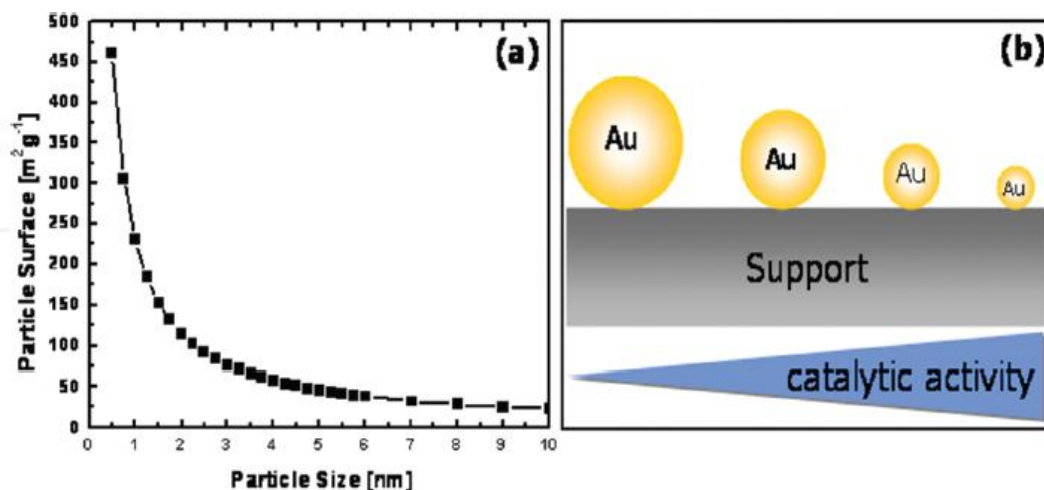 (a)
Particle Surface [m² g⁻¹]
500
450
400
350
300
250
200
150
100
50
0
0 1 2 3 4 5 6 7 8 9 10
Particle Size [nm]
(b)
Au Au Au Au
Support
catalytic activity